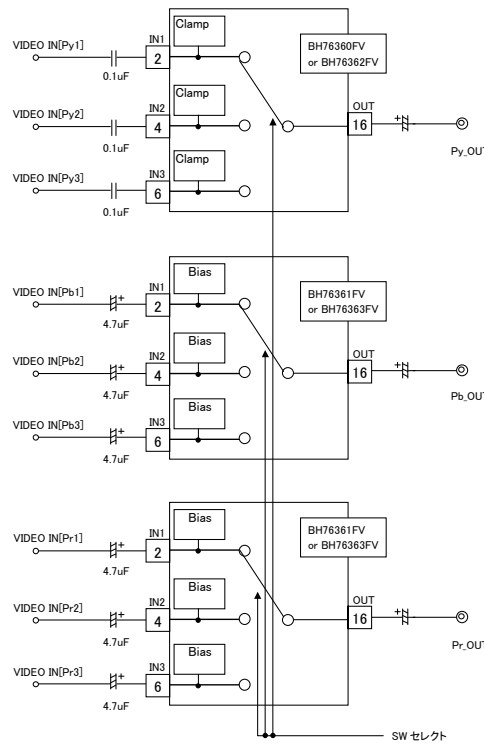 Clamp
BH76360FV
or BH76362FV
VIDEO IN[Py1]
0.1uF
IN1
2
Clamp
VIDEO IN[Py2]
0.1uF
IN2
4
OUT
16
+
Py_OUT
Clamp
VIDEO IN[Py3]
0.1uF
IN3
6
Bias
BH76361FV
or BH76363FV
VIDEO IN[Pb1]
+
4.7uF
IN1
2
Bias
VIDEO IN[Pb2]
+
4.7uF
IN2
4
OUT
16
+
Pb_OUT
Bias
VIDEO IN[Pb3]
+
4.7uF
IN3
6
Bias
BH76361FV
or BH76363FV
VIDEO IN[Pr1]
+
4.7uF
IN1
2
Bias
VIDEO IN[Pr2]
+
4.7uF
IN2
4
OUT
16
+
Pr_OUT
Bias
VIDEO IN[Pr3]
+
4.7uF
IN3
6
SW セレクト